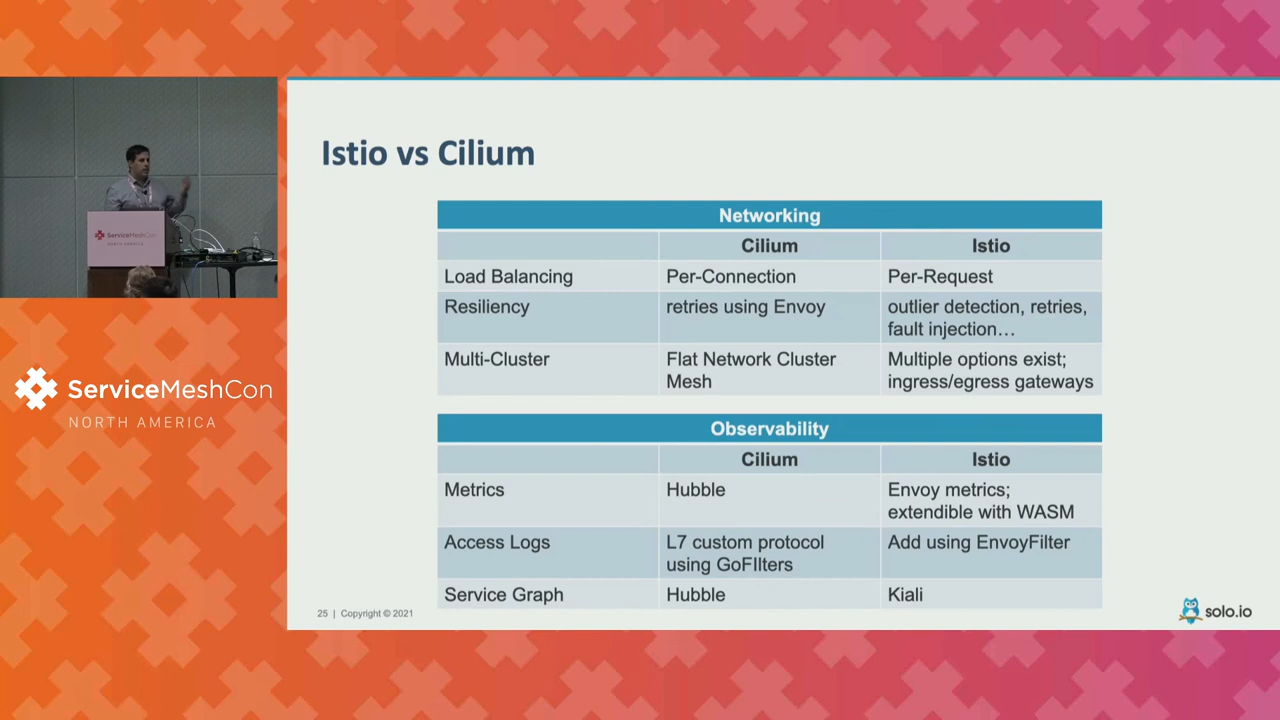 Istio vs Cilium
Networking
Cilium Istio
Load Balancing Per-Connection Per-Request
Resiliency retries using Envoy outlier detection, retries,
fault injection…
Multi-Cluster Flat Network Cluster Multiple options exist;
Mesh ingress/egress gateways
Observability
Cilium Istio
Metrics Hubble Envoy metrics;
extendible with WASM
Access Logs L7 custom protocol Add using EnvoyFilter
using GoFIlters
Service Graph Hubble Kiali
25 | Copyright © 2021
solo.io
ServiceMeshCon
NORTH AMERICA
ServiceMeshCon
NORTH AMERICA